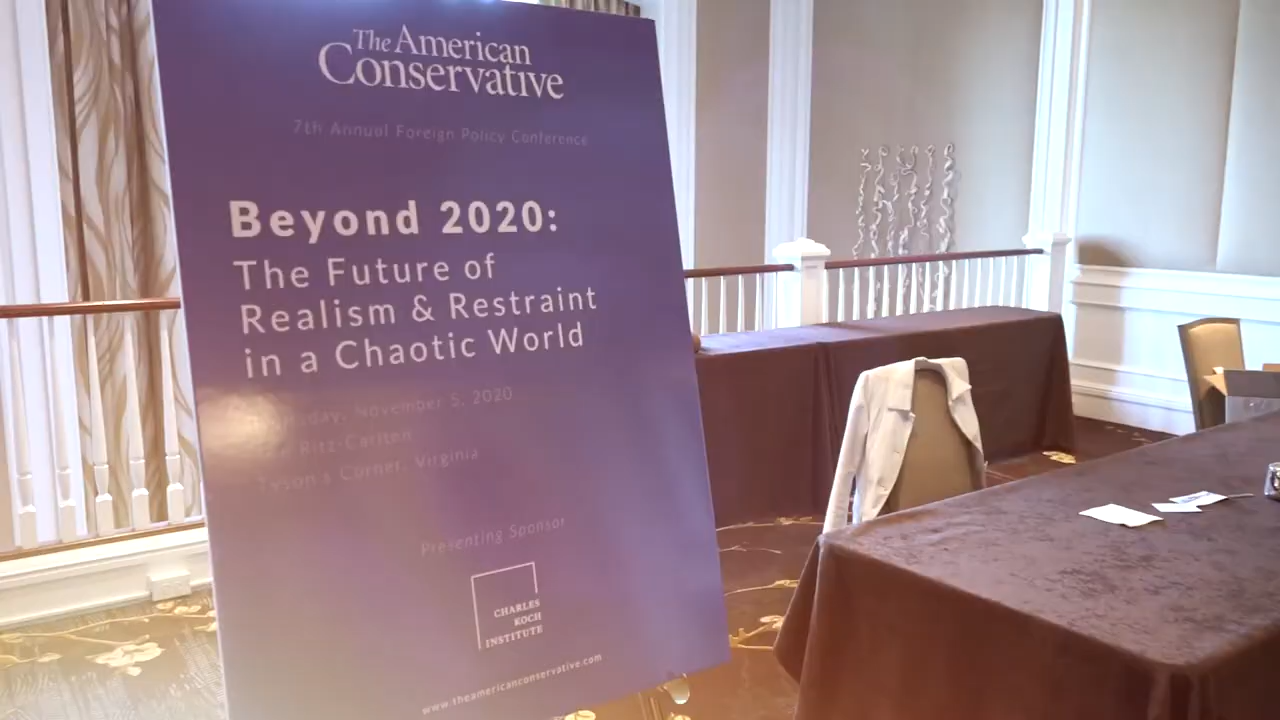 The American
Conservative
7th Annual Foreign Policy Conference
Beyond 2020:
The Future of
Realism & Restraint
in a Chaotic World
November 5, 2020
Ritz-Carlton
Tyson's Corner, Virginia
Presenting Sponsor
CHARLES
KOCH
INSTITUTE
www.theamericanconservative.com